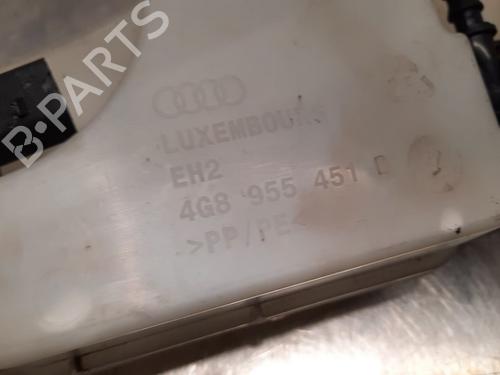 B-PARTS
LUXEMBOURG
EH2
4G8 955 451
>PP/PE<